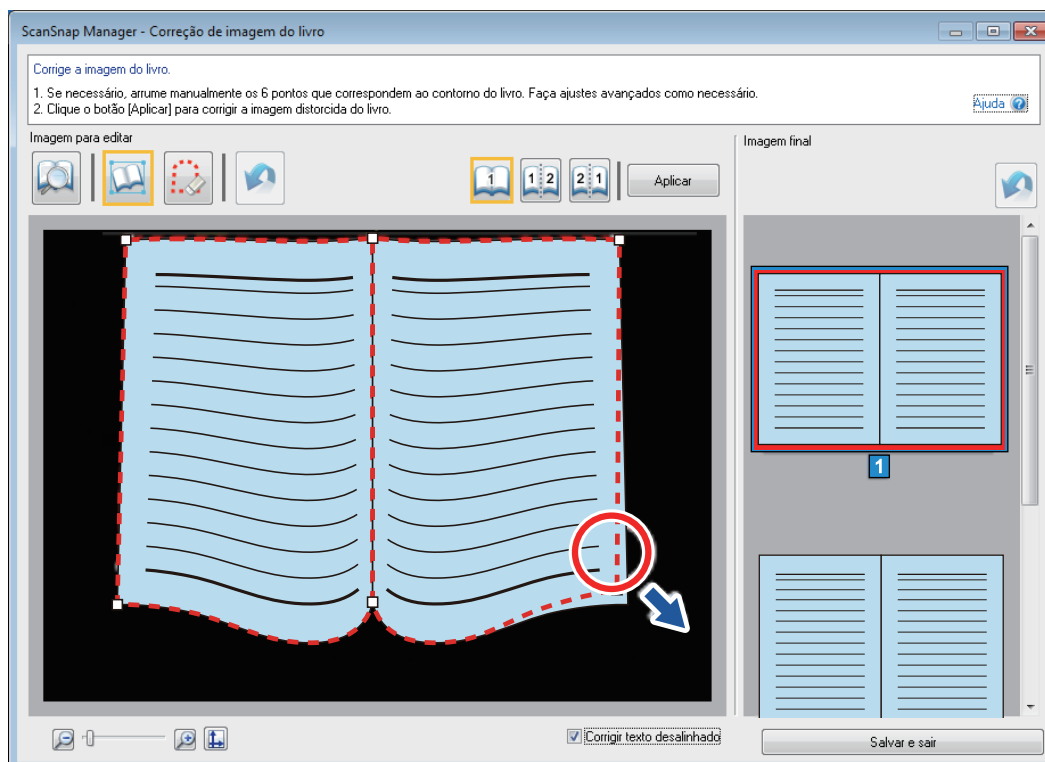 ScanSnap Manager - Correção de imagem do livro
Corrige a imagem do livro.
1. Se necessário, arrume manualmente os 6 pontos que correspondem ao contorno do livro. Faça ajustes avançados como necessário.
2. Clique o botão [Aplicar] para corrigir a imagem distorcida do livro.
Ajuda
Imagem para editar
Imagem final
1
1 2
2 1
Aplicar
1
Corrigir texto desalinhado
Salvar e sair